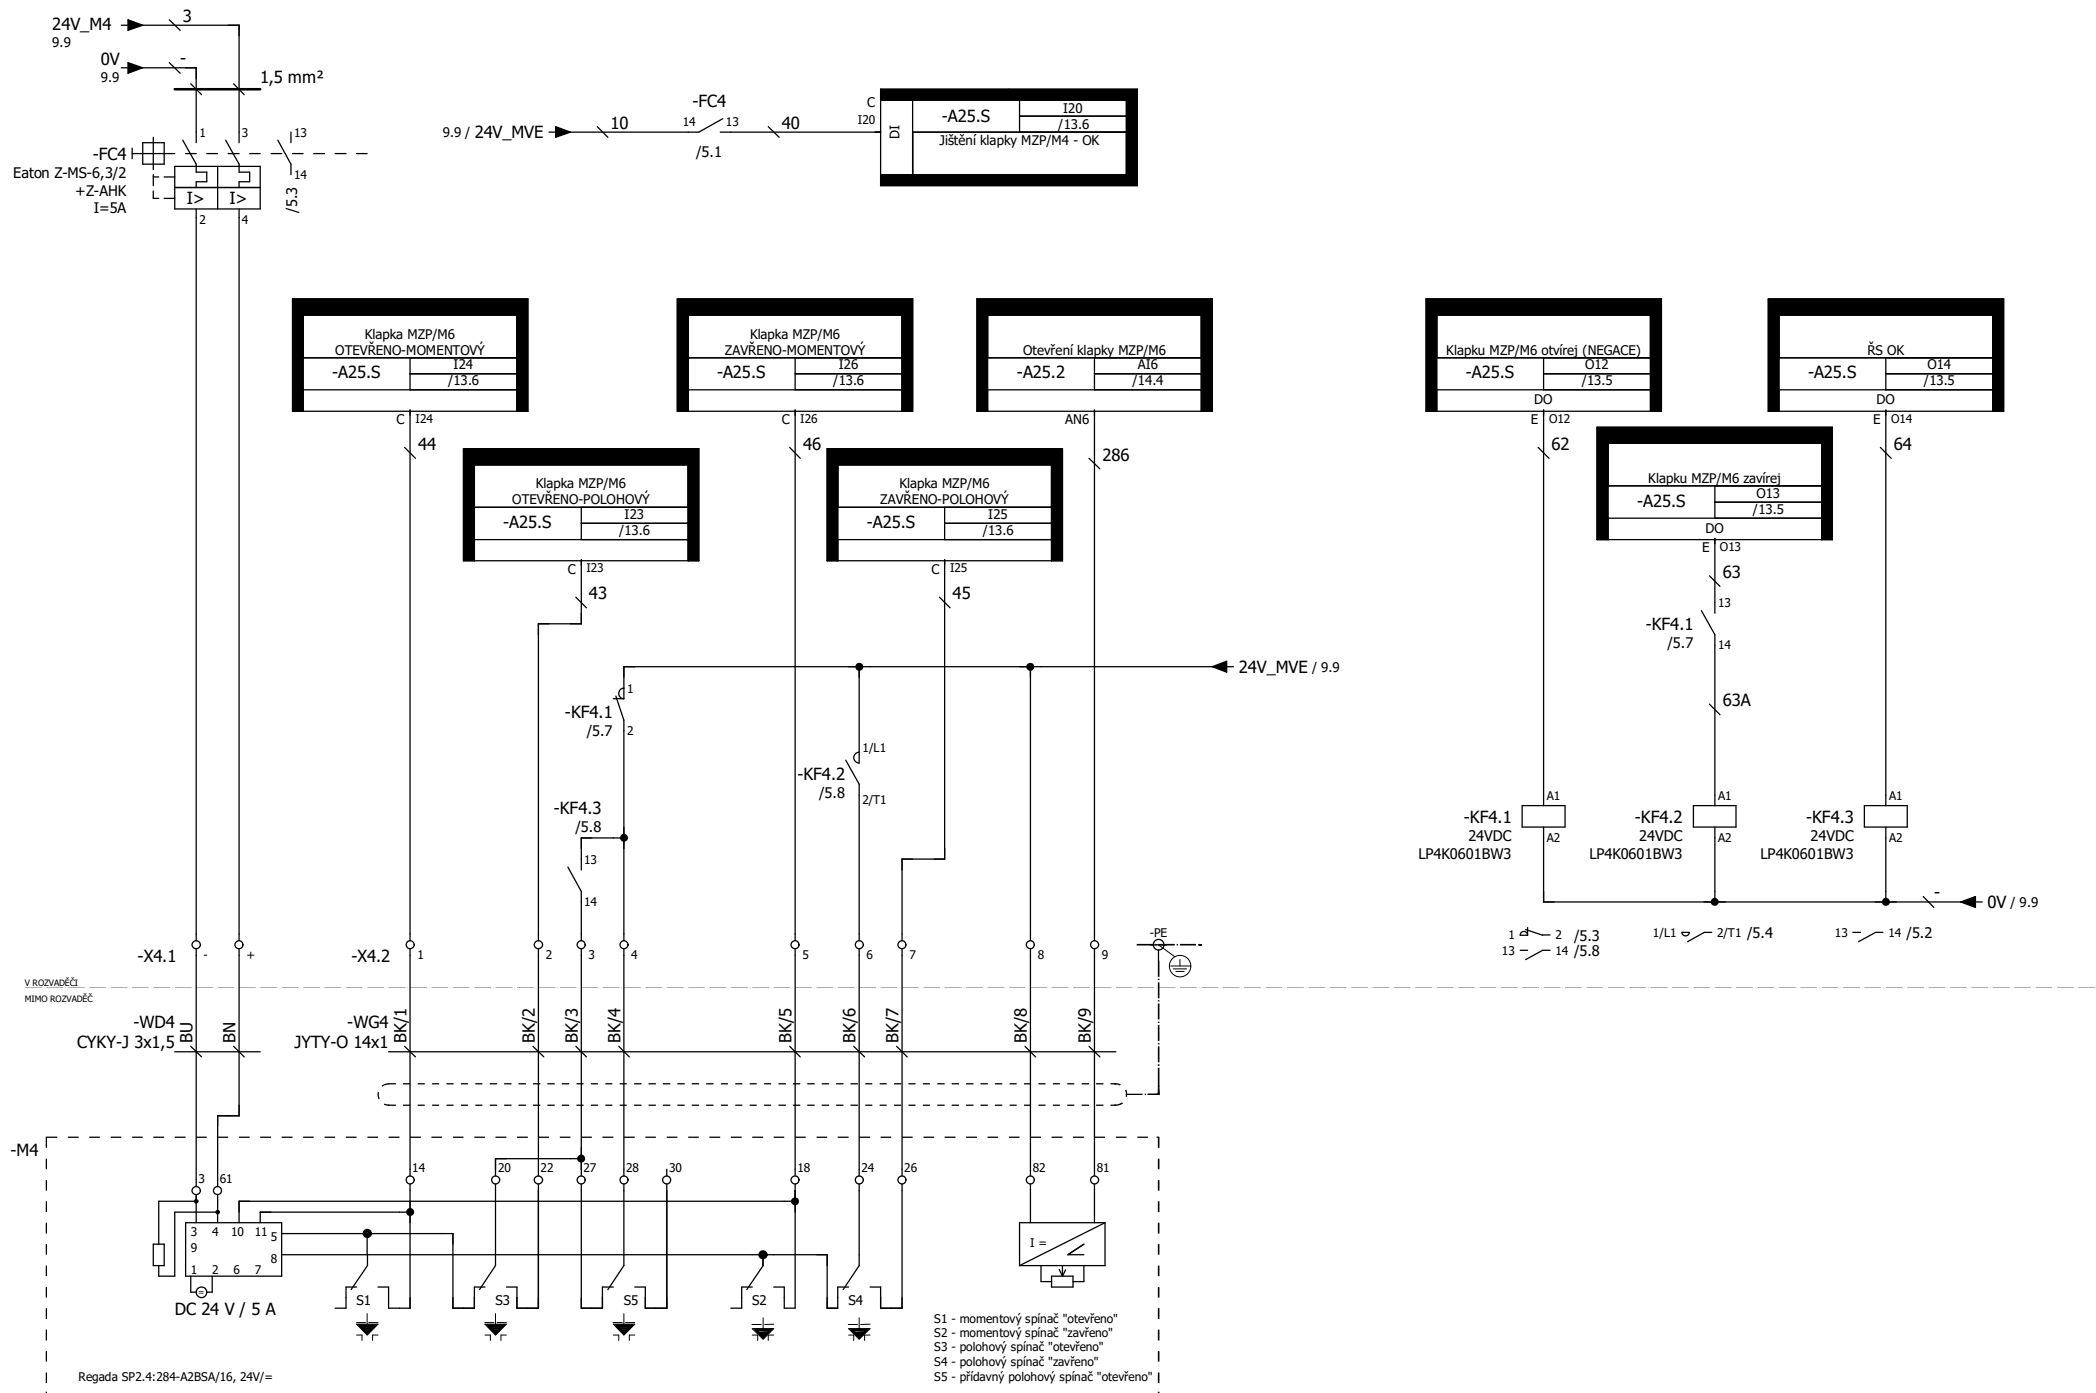 24V_M4
9.9
3
0V
9.9
-
1,5 mm²
1
3
13
-FC4
Eaton Z-MS-6,3/2
+Z-AHK
I=5A
14
/5.3
I>
I>
2
4
9.9 / 24V_MVE
10
-FC4
14
13
/5.1
40
C
I20
DI
-A25.S
I20
/13.6
Jištění klapky MZP/M4 - OK
Klapka MZP/M6
OTEVŘENO-MOMENTOVÝ
-A25.S
I24
/13.6
C
I24
44
Klapka MZP/M6
ZAVŘENO-MOMENTOVÝ
-A25.S
I26
/13.6
C
I26
46
Otevření klapky MZP/M6
-A25.2
AI6
/14.4
AN6
286
Klapku MZP/M6 otvírej (NEGACE)
-A25.S
O12
/13.5
DO
E
O12
62
ŘS OK
-A25.S
O14
/13.5
DO
E
O14
64
Klapka MZP/M6
OTEVŘENO-POLOHOVÝ
-A25.S
I23
/13.6
C
I23
43
Klapka MZP/M6
ZAVŘENO-POLOHOVÝ
-A25.S
I25
/13.6
C
I25
45
Klapku MZP/M6 zavírej
-A25.S
O13
/13.5
DO
E
O13
63
13
-KF4.1
/5.7
14
63A
24V_MVE / 9.9
1
-KF4.1
/5.7
2
1/L1
-KF4.2
/5.8
2/T1
-KF4.3
/5.8
13
14
A1
-KF4.1
24VDC
A2
LP4K0601BW3
A1
-KF4.2
24VDC
A2
LP4K0601BW3
A1
-KF4.3
24VDC
A2
LP4K0601BW3
-
0V / 9.9
1
2
/5.3
13
14
/5.8
1/L1
2/T1
/5.4
13
14
/5.2
-X4.1
-
+
-X4.2
1
2
3
4
5
6
7
8
9
-PE
V ROZVADĚČI
MIMO ROZVADĚČ
-WD4
CYKY-J 3x1,5
BU
BN
-WG4
JYTY-O 14x1
BK/1
BK/2
BK/3
BK/4
BK/5
BK/6
BK/7
BK/8
BK/9
-M4
3
61
14
20
22
27
28
30
18
24
26
82
81
3
4
10
11
5
9
8
1
2
6
7
=
DC 24 V / 5 A
S1
S3
S5
S2
S4
I =
S1 - momentový spínač "otevřeno"
S2 - momentový spínač "zavřeno"
S3 - polohový spínač "otevřeno"
S4 - polohový spínač "zavřeno"
S5 - přídavný polohový spínač "otevřeno"
Regada SP2.4:284-A2BSA/16, 24V/=